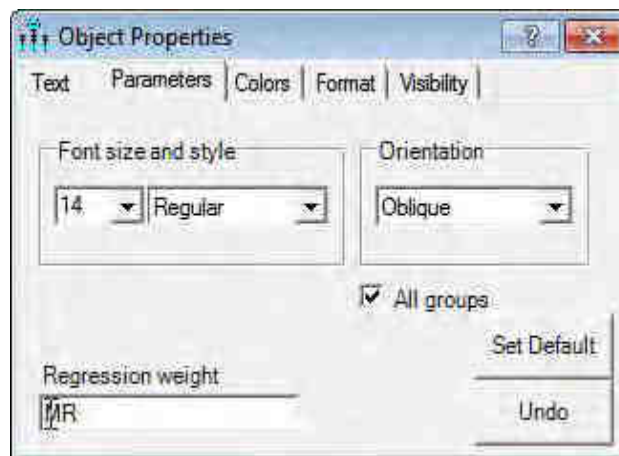 Object Properties
Text Parameters Colors Format Visibility
Font size and style Orientation
14 Regular Oblique
All groups
Set Default
Regression weight
MR
Undo